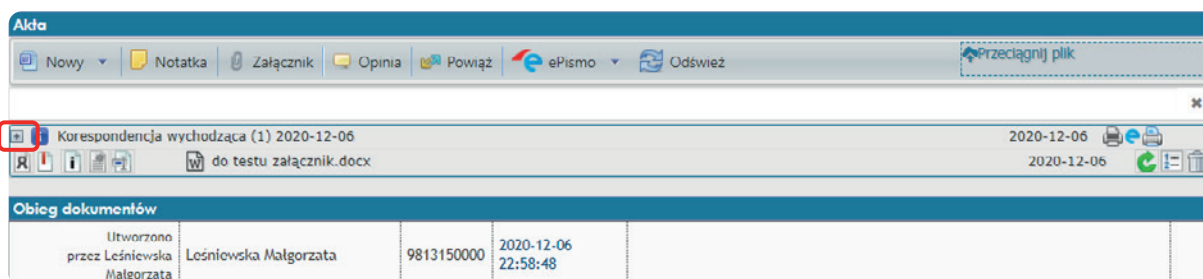 Akta
Nowy Notatka Załącznik Opinia Powiąż ePismo Odśwież Przeciągnij plik
Korespondencja wychodząca (1) 2020-12-06 2020-12-06
do testu załącznik.docx 2020-12-06
Obieg dokumentów
Utworzono
przez Leśniewska Leśniewska Małgorzata 9813150000 2020-12-06
Małgorzata 22:58:48